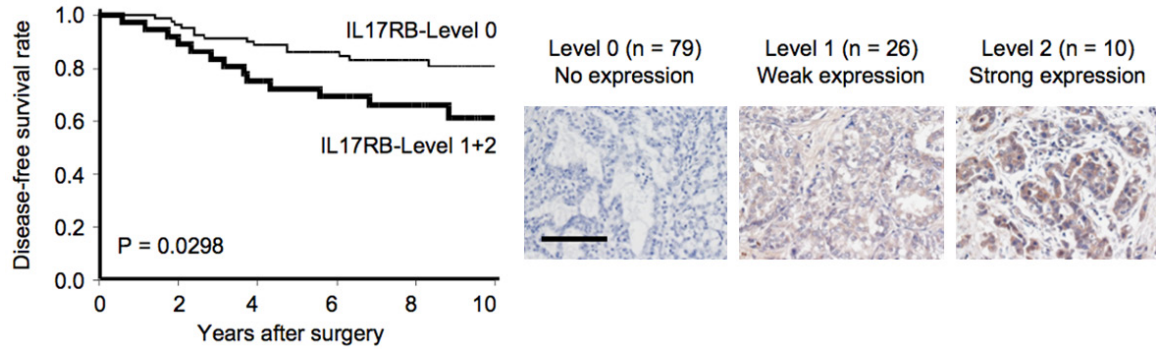 Disease-free survival rate
1.0
0.8
0.6
0.4
0.2
0.0
IL17RB-Level 0
IL17RB-Level 1+2
P = 0.0298
0 2 4 6 8 10
Years after surgery
Level 0 (n = 79)
No expression
Level 1 (n = 26)
Weak expression
Level 2 (n = 10)
Strong expression